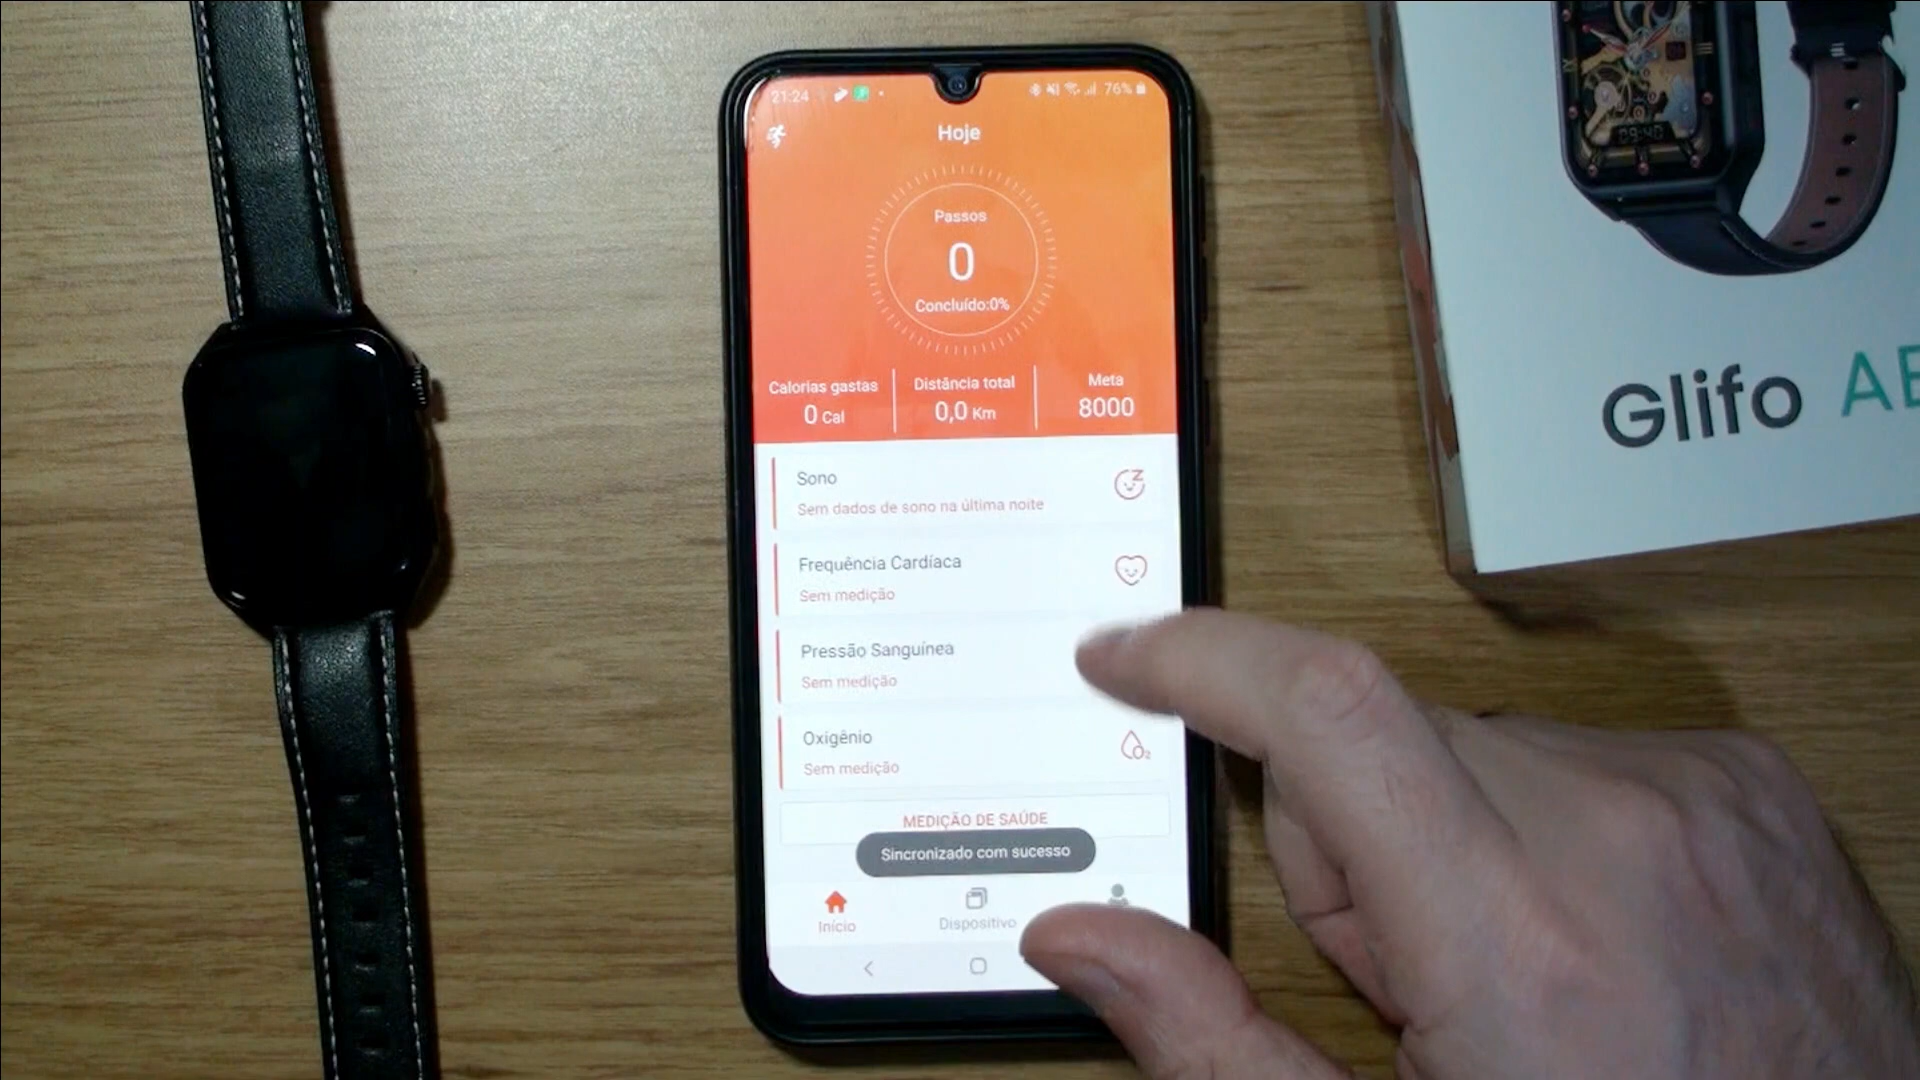 21:24
76%
Hoje
Passos
0
Concluído:0%
Calorias gastas
0 Cal
Distância total
0,0 Km
Meta
8000
Sono
Sem dados de sono na última noite
Frequência Cardíaca
Sem medição
Pressão Sanguínea
Sem medição
Oxigênio
Sem medição
MEDIÇÃO DE SAÚDE
Sincronizado com sucesso
Início
Dispositivo
09:40
Glifo